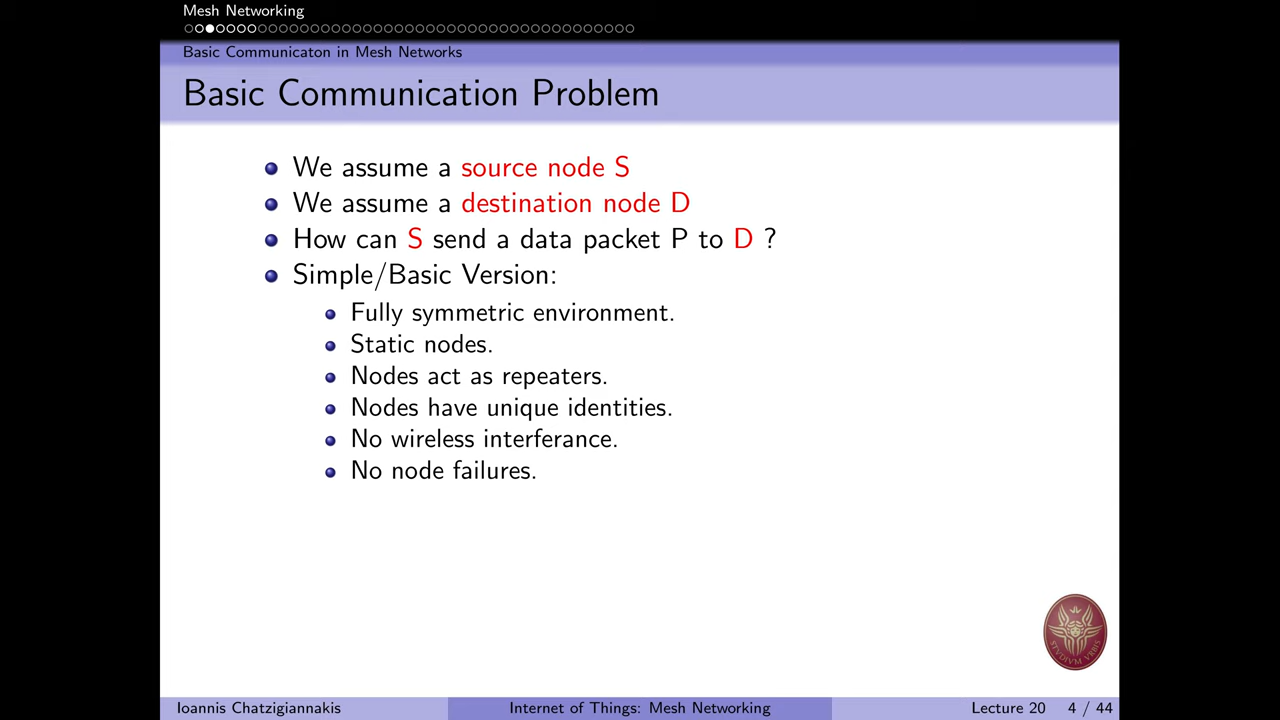 Mesh Networking
Basic Communicaton in Mesh Networks
Basic Communication Problem
We assume a source node S
We assume a destination node D
How can S send a data packet P to D ?
Simple/Basic Version:
Fully symmetric environment.
Static nodes.
Nodes act as repeaters.
Nodes have unique identities.
No wireless interferance.
No node failures.
STVDIVM VRBIS
Ioannis Chatzigiannakis
Internet of Things: Mesh Networking
Lecture 20 4 / 44